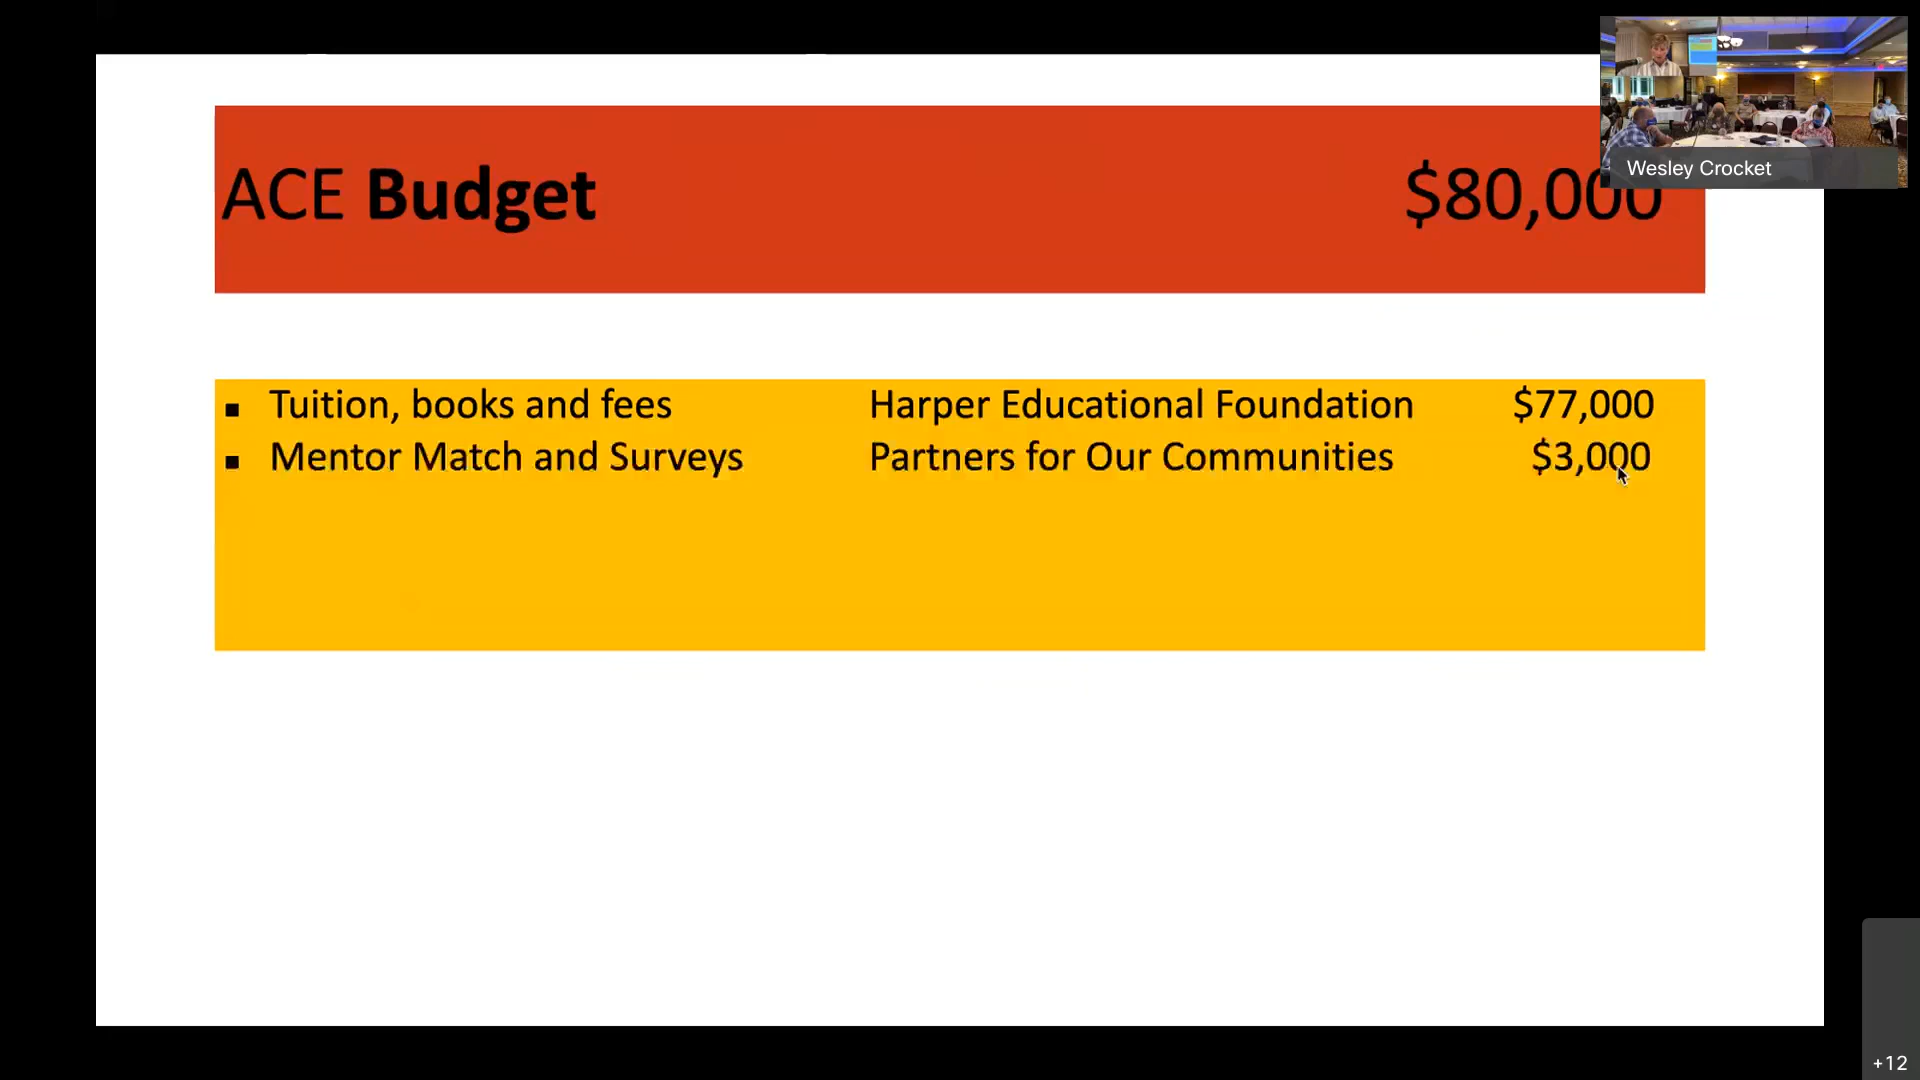 ACE Budget $80,000
Wesley Crocket
▪ Tuition, books and fees Harper Educational Foundation $77,000
▪ Mentor Match and Surveys Partners for Our Communities $3,000
+12